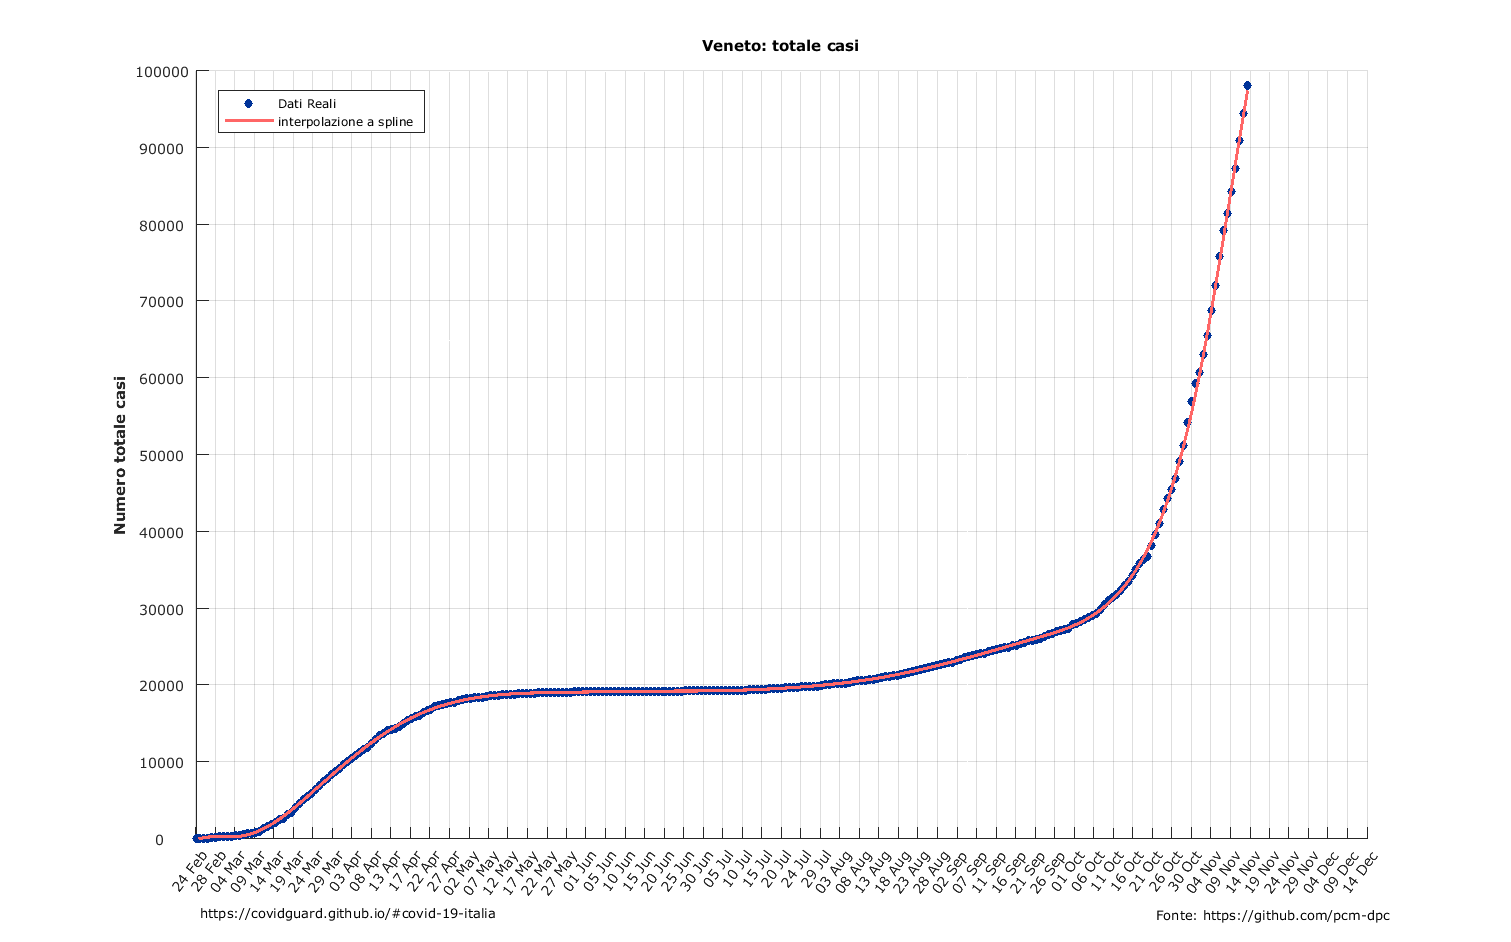 Veneto: totale casi
100000
90000
80000
70000
60000
50000
40000
30000
20000
10000
0
Numero totale casi
Dati Reali
interpolazione a spline
24 Feb
28 Feb
04 Mar
09 Mar
14 Mar
19 Mar
24 Mar
29 Mar
03 Apr
08 Apr
13 Apr
17 Apr
22 Apr
27 Apr
02 May
07 May
12 May
17 May
22 May
27 May
01 Jun
05 Jun
10 Jun
15 Jun
20 Jun
25 Jun
30 Jun
05 Jul
10 Jul
15 Jul
20 Jul
24 Jul
29 Jul
03 Aug
08 Aug
13 Aug
18 Aug
23 Aug
28 Aug
02 Sep
07 Sep
11 Sep
16 Sep
21 Sep
26 Sep
01 Oct
06 Oct
11 Oct
16 Oct
21 Oct
26 Oct
30 Oct
04 Nov
09 Nov
14 Nov
19 Nov
24 Nov
29 Nov
04 Dec
09 Dec
14 Dec
https://covidguard.github.io/#covid-19-italia
Fonte: https://github.com/pcm-dpc